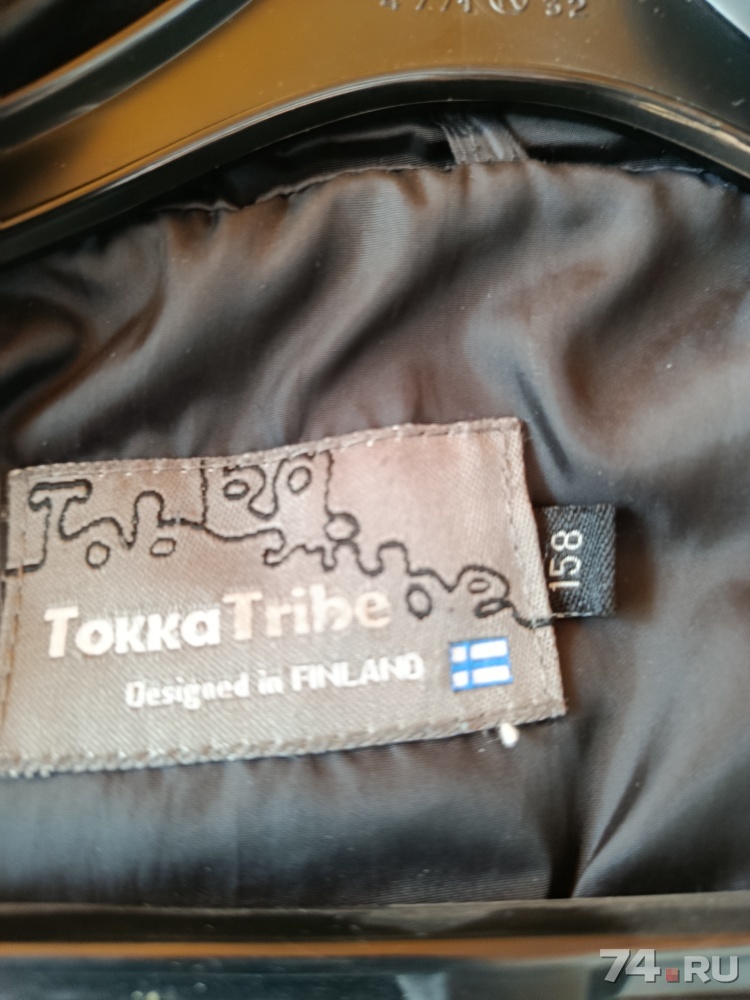 158
TokkaTribe
Designed in FINLAND
74.RU